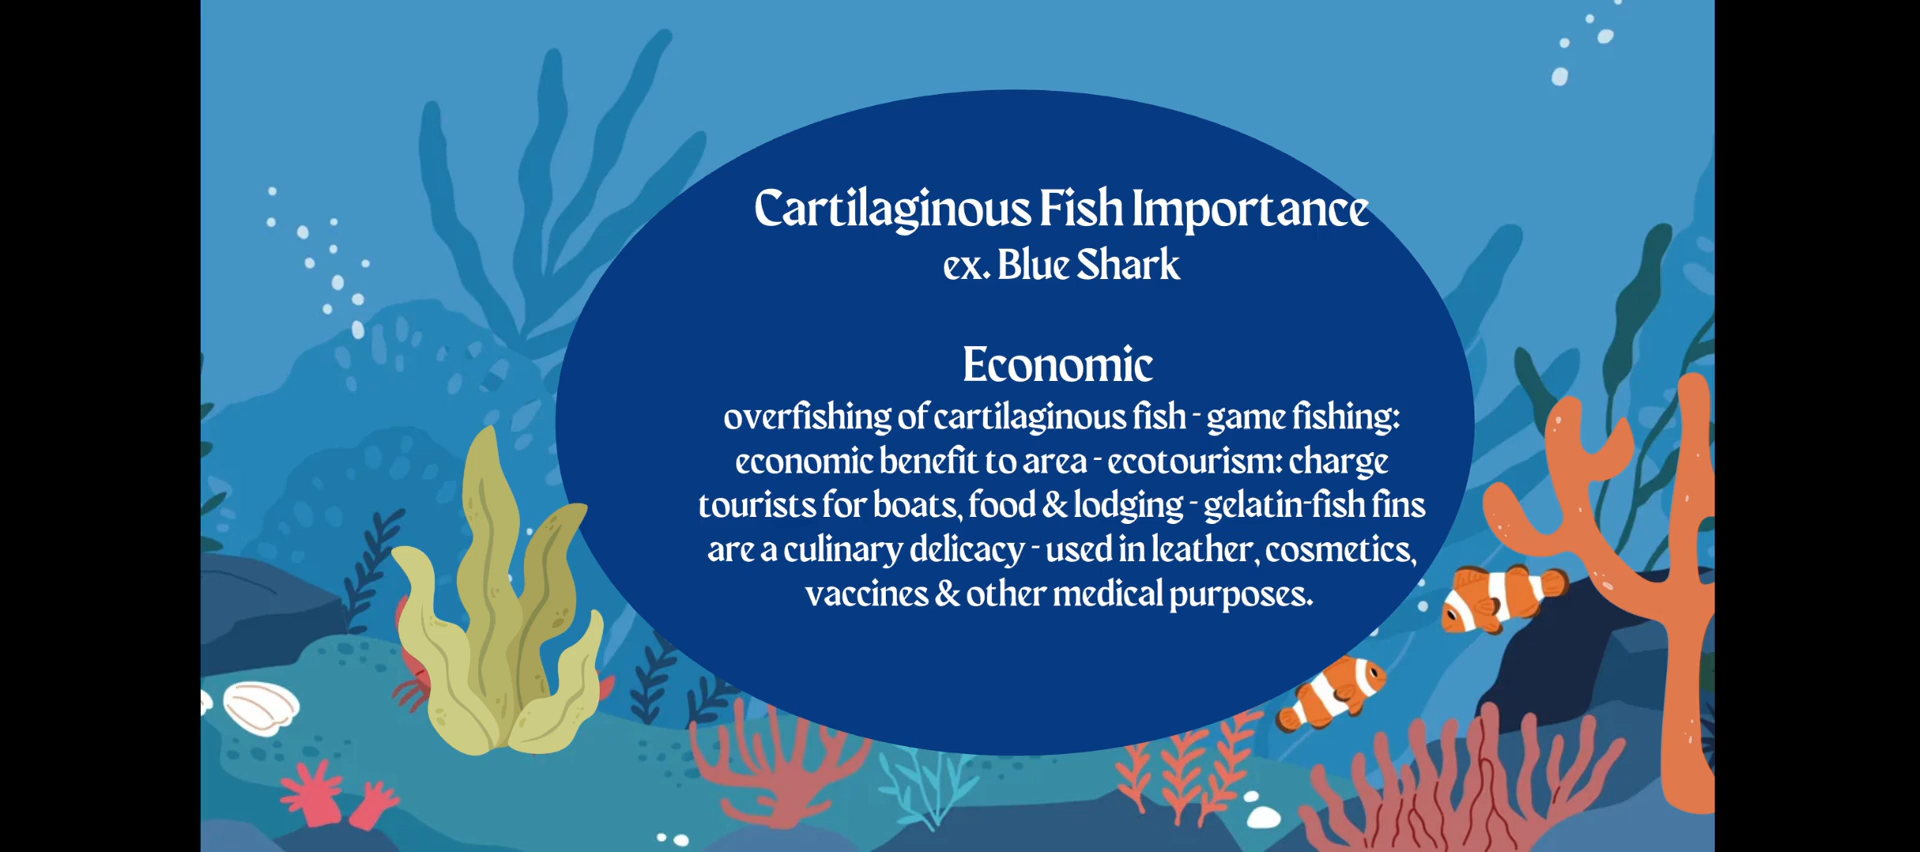 Cartilaginous Fish Importance
ex. Blue Shark
Economic
overfishing of cartilaginous fish - game fishing:
economic benefit to area - ecotourism: charge
tourists for boats, food & lodging - gelatin-fish fins
are a culinary delicacy - used in leather, cosmetics,
vaccines & other medical purposes.